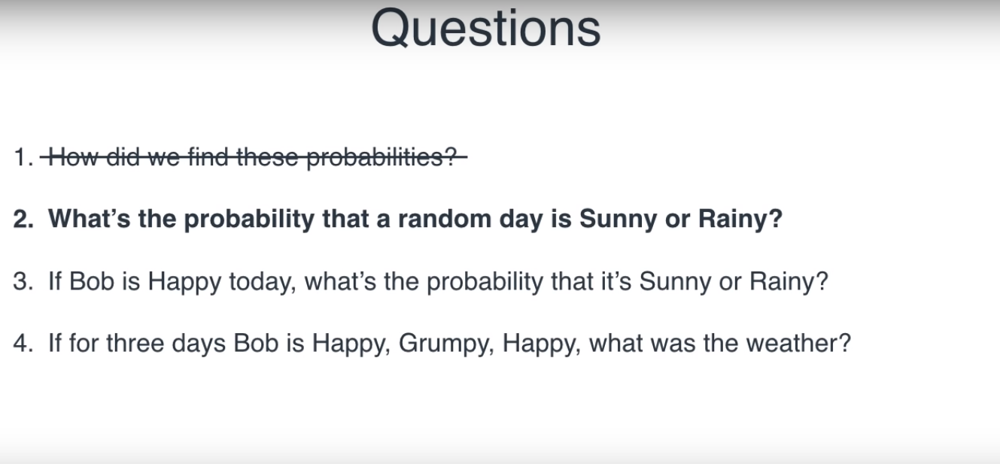 Questions
1. How did we find these probabilities?
2. What’s the probability that a random day is Sunny or Rainy?
3. If Bob is Happy today, what’s the probability that it’s Sunny or Rainy?
4. If for three days Bob is Happy, Grumpy, Happy, what was the weather?